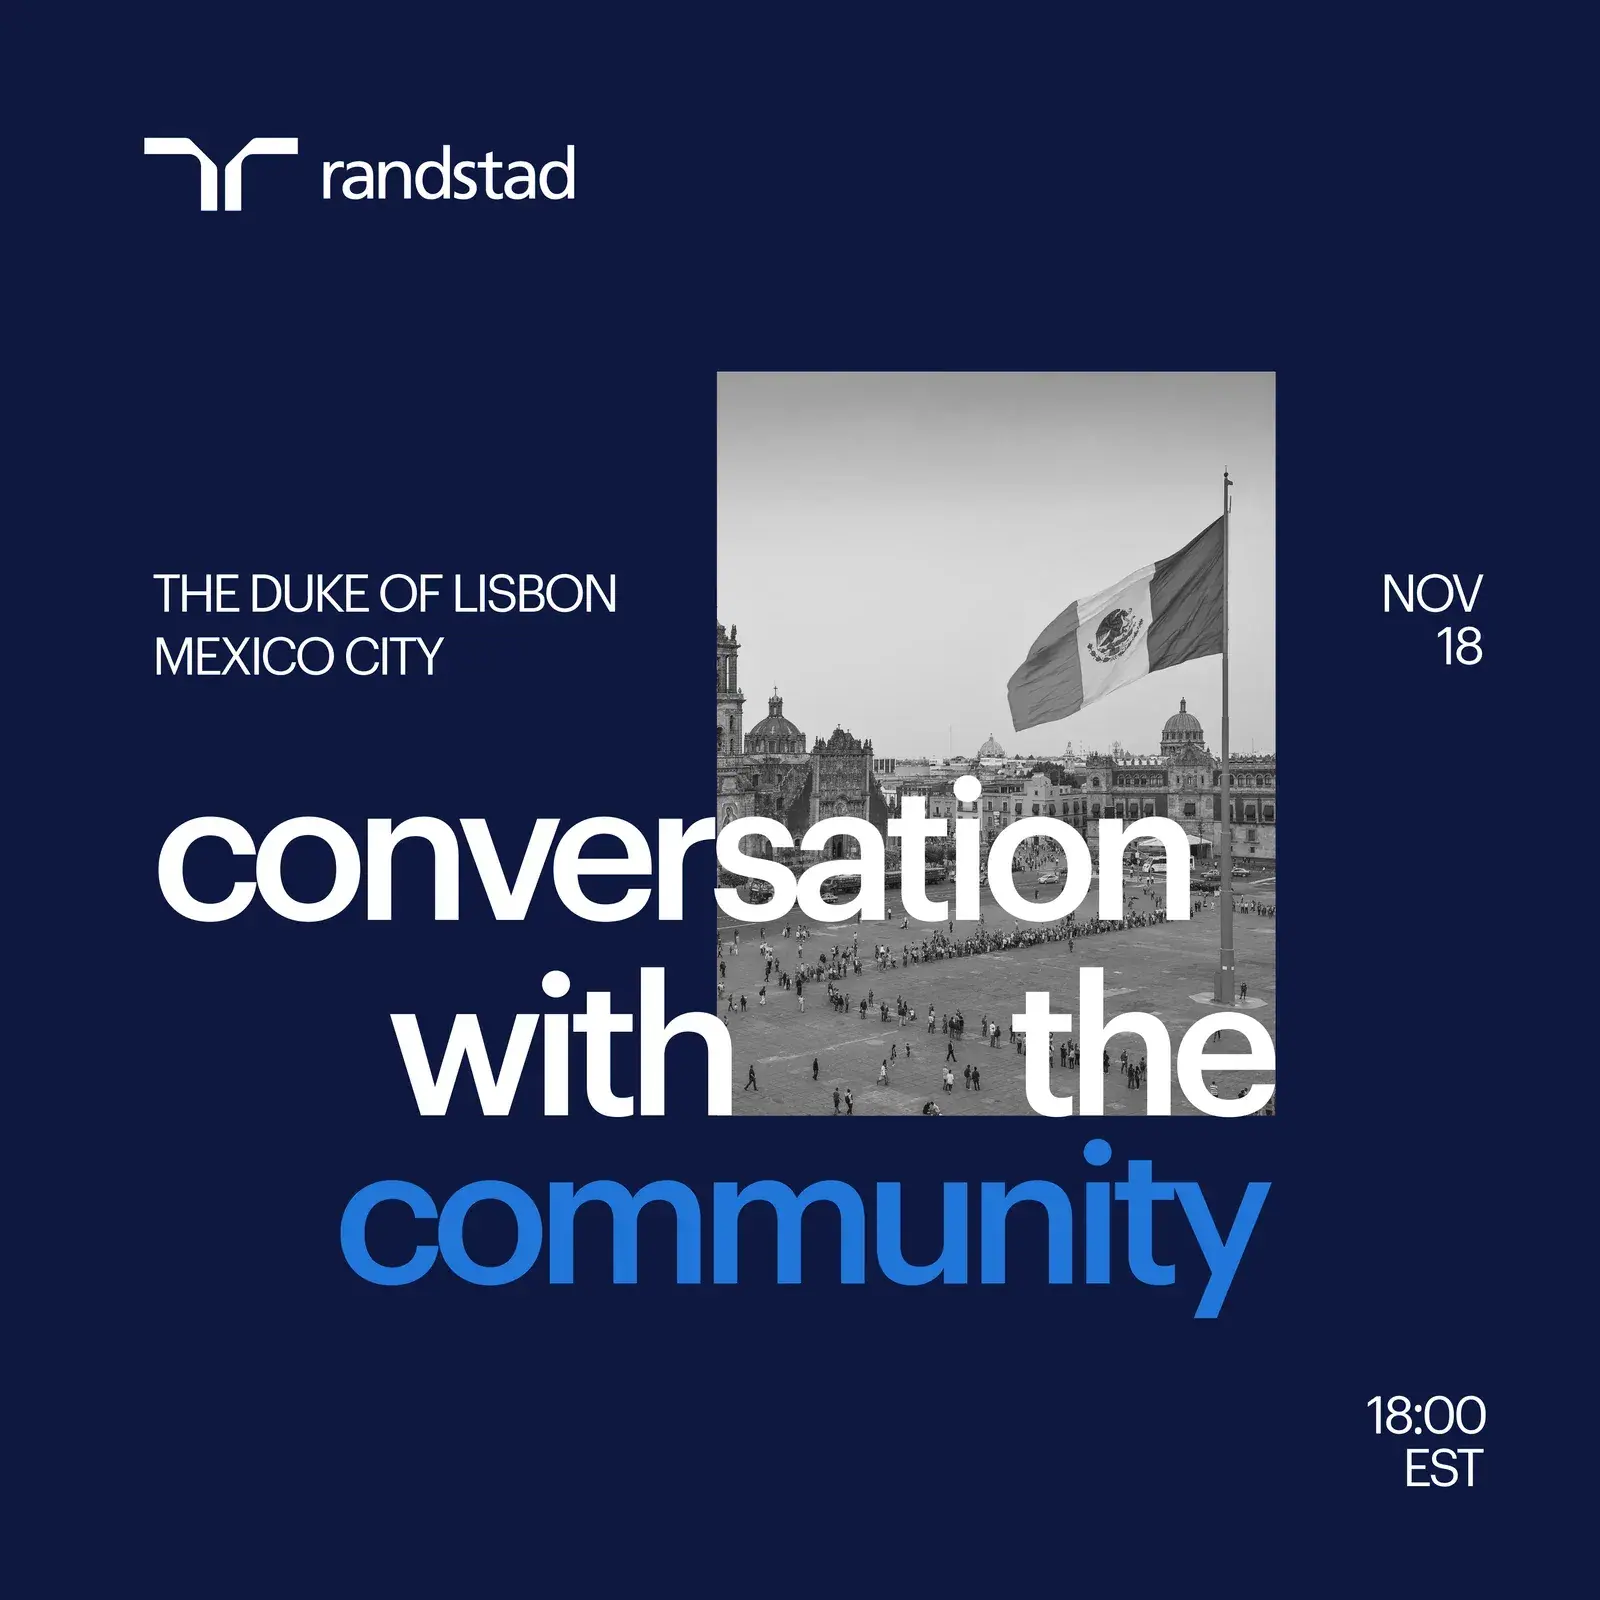 randstad
THE DUKE OF LISBON
MEXICO CITY
NOV
18
conversation
with the
community
18:00
EST